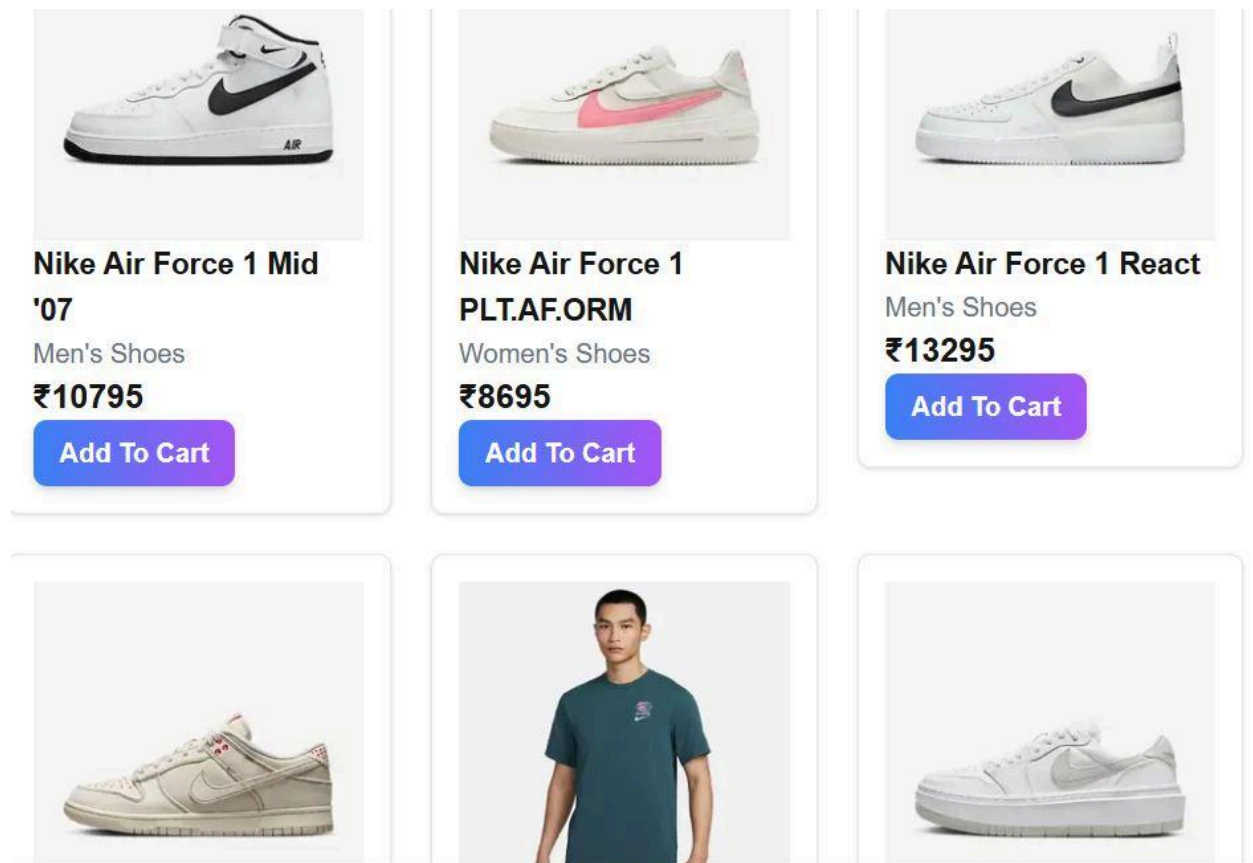 AIR
Nike Air Force 1 Mid
'07
Men's Shoes
₹10795
Add To Cart
Nike Air Force 1
PLT.AF.ORM
Women's Shoes
₹8695
Add To Cart
Nike Air Force 1 React
Men's Shoes
₹13295
Add To Cart